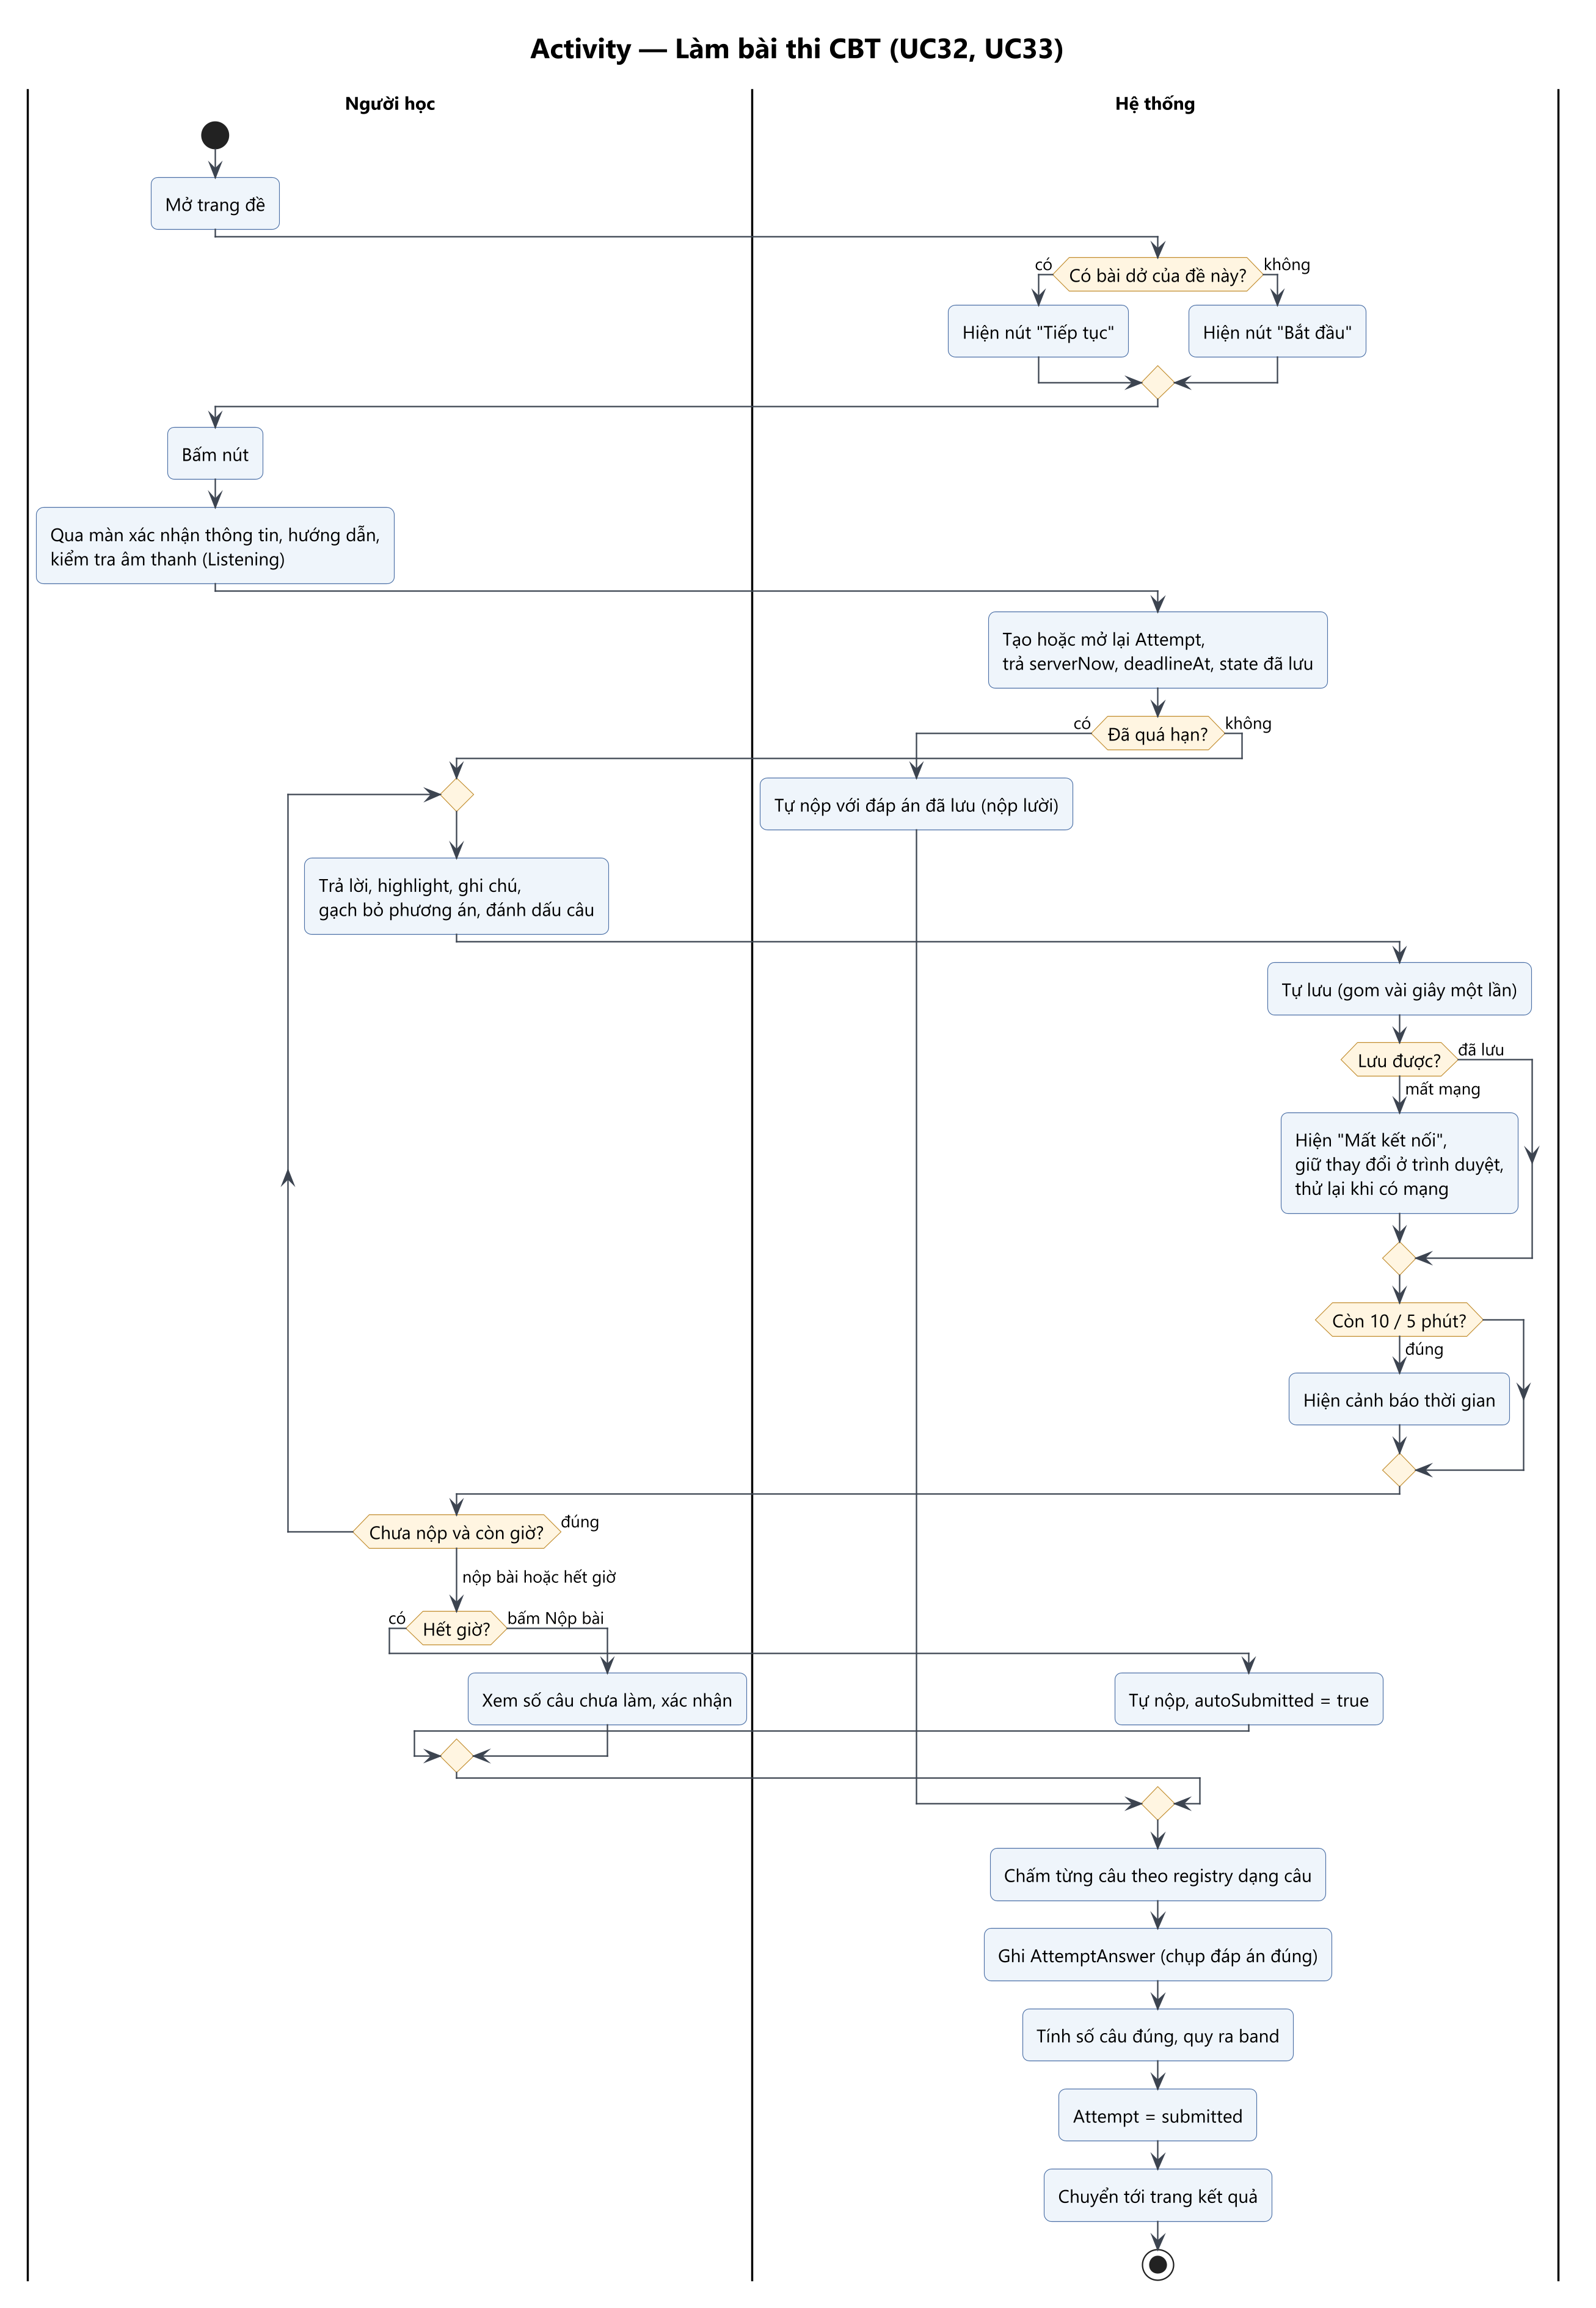 Activity — Làm bài thi CBT (UC32, UC33)
Người học
Hệ thống
Mở trang đề
Có bài dở của đề này?
có
không
Hiện nút "Tiếp tục"
Hiện nút "Bắt đầu"
Bấm nút
Qua màn xác nhận thông tin, hướng dẫn,
kiểm tra âm thanh (Listening)
Tạo hoặc mở lại Attempt,
trả serverNow, deadlineAt, state đã lưu
Đã quá hạn?
có
không
Tự nộp với đáp án đã lưu (nộp lười)
Trả lời, highlight, ghi chú,
gạch bỏ phương án, đánh dấu câu
Tự lưu (gom vài giây một lần)
Lưu được?
đã lưu
mất mạng
Hiện "Mất kết nối",
giữ thay đổi ở trình duyệt,
thử lại khi có mạng
Còn 10 / 5 phút?
đúng
Hiện cảnh báo thời gian
Chưa nộp và còn giờ?
đúng
nộp bài hoặc hết giờ
có
Hết giờ?
bấm Nộp bài
Xem số câu chưa làm, xác nhận
Tự nộp, autoSubmitted = true
Chấm từng câu theo registry dạng câu
Ghi AttemptAnswer (chụp đáp án đúng)
Tính số câu đúng, quy ra band
Attempt = submitted
Chuyển tới trang kết quả